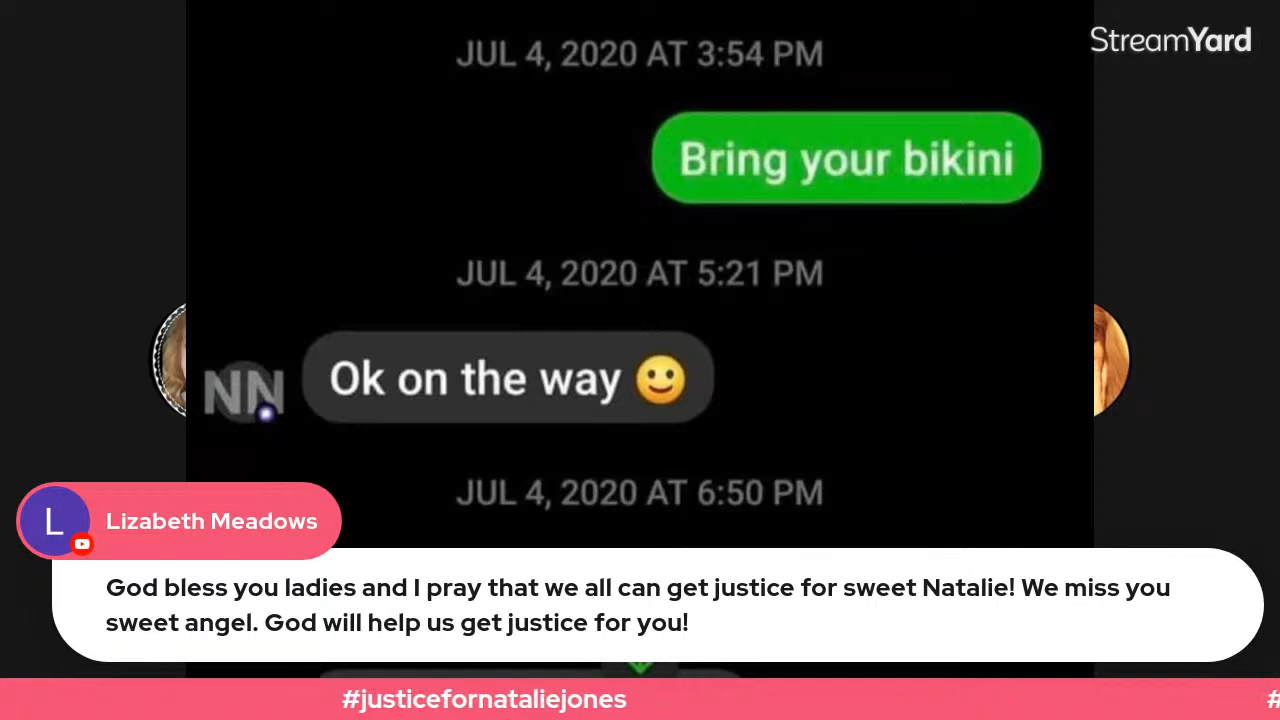 StreamYard
JUL 4, 2020 AT 3:54 PM
Bring your bikini
JUL 4, 2020 AT 5:21 PM
NN
Ok on the way 🙂
JUL 4, 2020 AT 6:50 PM
L
Lizabeth Meadows
God bless you ladies and I pray that we all can get justice for sweet Natalie! We miss you
sweet angel. God will help us get justice for you!
#justicefornataliejones
#